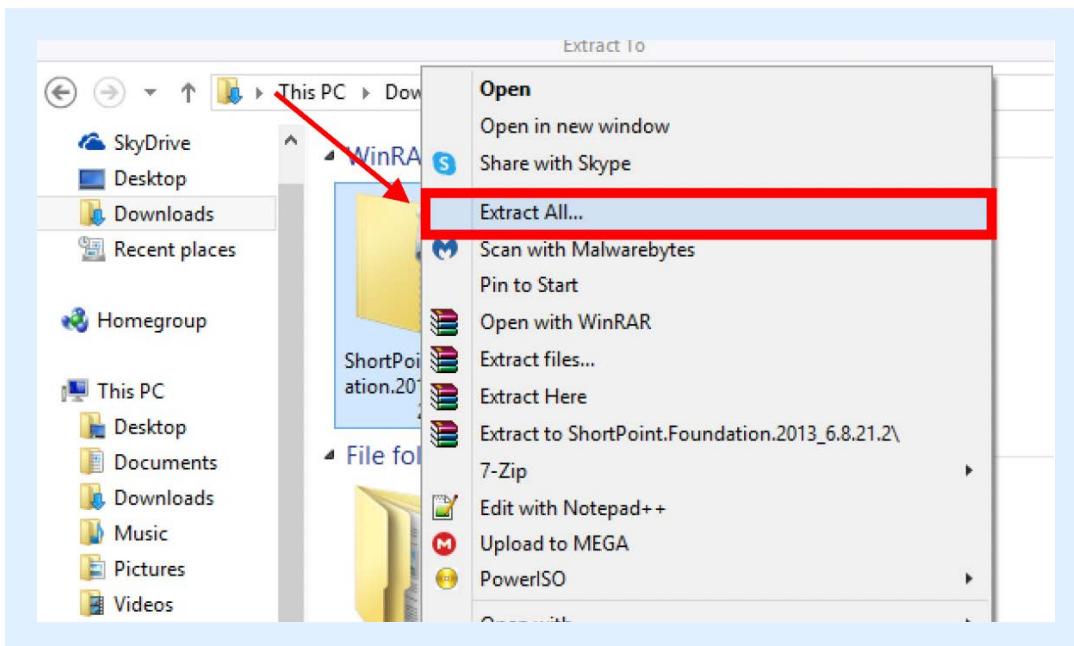 Extract To
This PC Dow
SkyDrive
Desktop
Downloads
Recent places
Homegroup
This PC
Desktop
Documents
Downloads
Music
Pictures
Videos
WinRA
ShortPoi
ation.201
File fol
Open
Open in new window
Share with Skype
Extract All...
Scan with Malwarebytes
Pin to Start
Open with WinRAR
Extract files...
Extract Here
Extract to ShortPoint.Foundation.2013_6.8.21.2\
7-Zip
Edit with Notepad++
Upload to MEGA
PowerISO
Open with